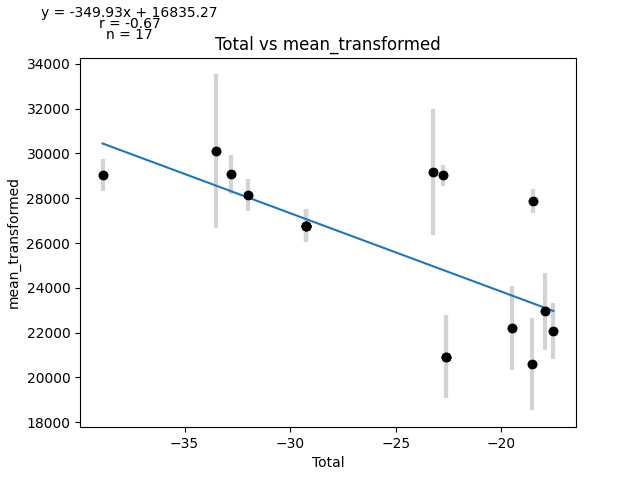 y = -349.93x + 16835.27
r = -0.67
n = 17
Total vs mean_transformed
34000
32000
30000
28000
26000
24000
22000
20000
18000
mean_transformed
−35
−30
−25
−20
Total